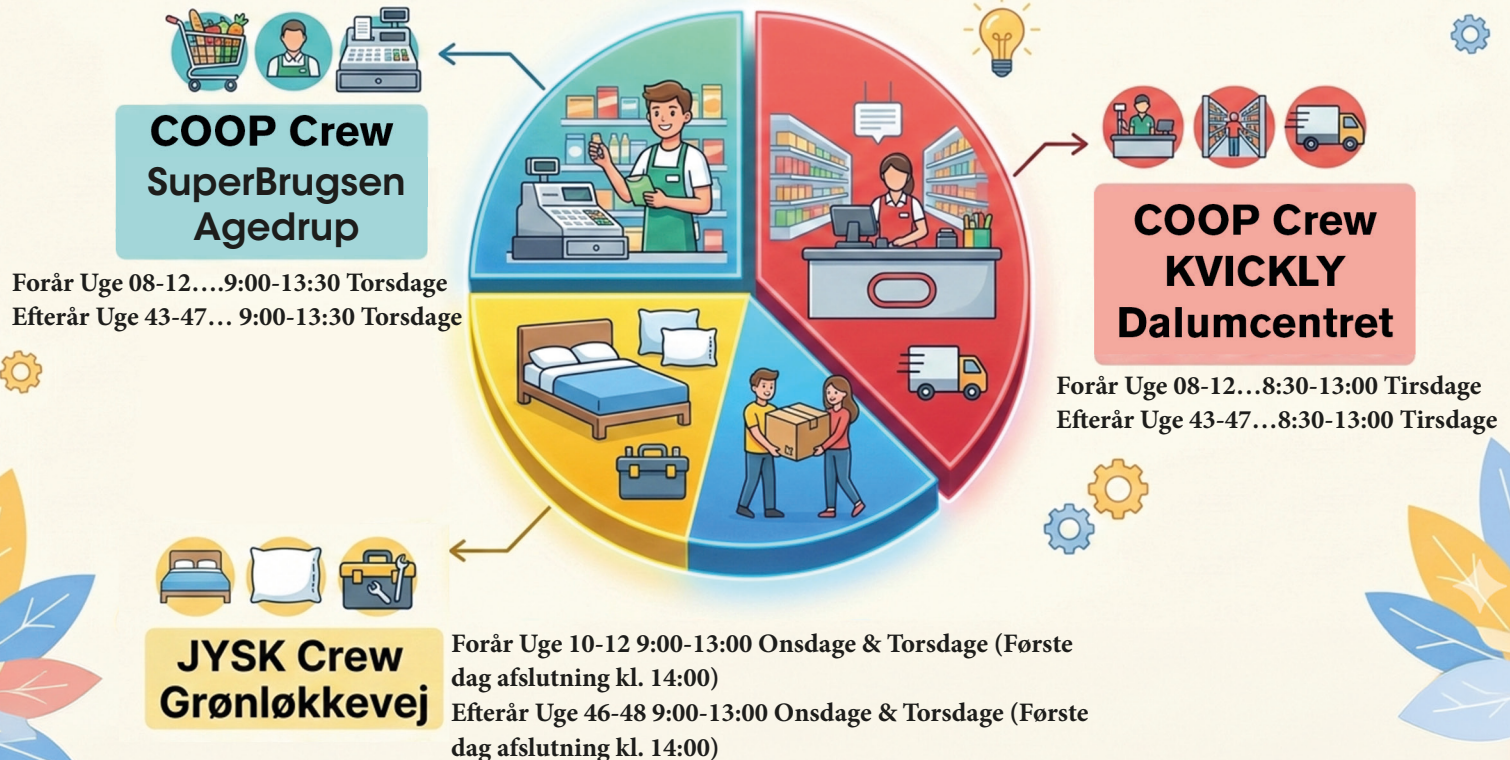 COOP Crew
SuperBrugsen
Agedrup
Forår Uge 08-12….9:00-13:30 Torsdage
Efterår Uge 43-47… 9:00-13:30 Torsdage
COOP Crew
KVICKLY
Dalumcentret
Forår Uge 08-12…8:30-13:00 Tirsdage
Efterår Uge 43-47…8:30-13:00 Tirsdage
JYSK Crew
Grønløkkevej
Forår Uge 10-12 9:00-13:00 Onsdage & Torsdage (Første
dag afslutning kl. 14:00)
Efterår Uge 46-48 9:00-13:00 Onsdage & Torsdage (Første
dag afslutning kl. 14:00)